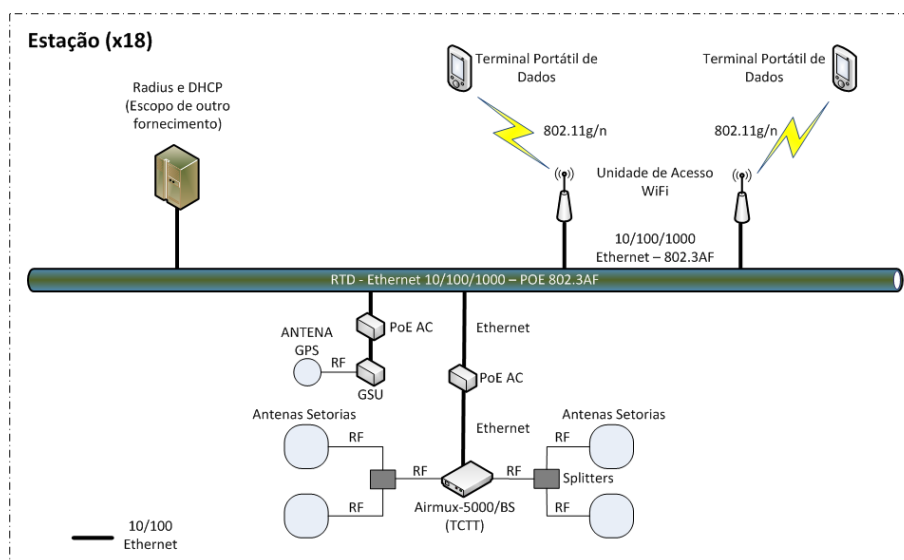 Estação (x18)
Radius e DHCP
(Escopo de outro
fornecimento)
Terminal Portátil de
Dados
Terminal Portátil de
Dados
802.11g/n
802.11g/n
Unidade de Acesso
WiFi
10/100/1000
Ethernet – 802.3AF
RTD - Ethernet 10/100/1000 – POE 802.3AF
ANTENA
GPS
RF
PoE AC
GSU
Ethernet
PoE AC
Ethernet
Antenas Setorias
RF
RF
RF
Airmux-5000/BS
(TCTT)
RF
Antenas Setorias
RF
Splitters
RF
10/100
Ethernet